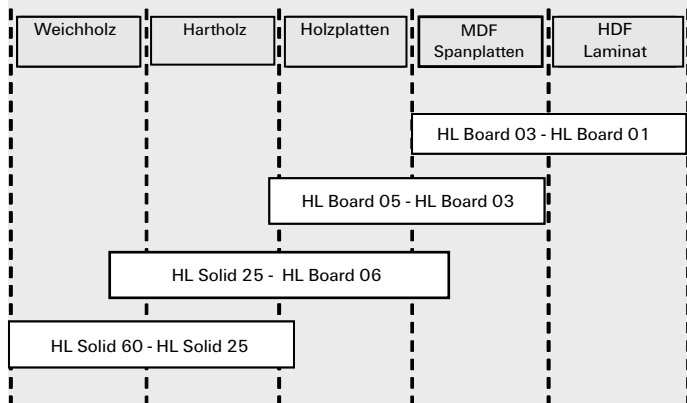 Weichholz
Hartholz
Holzplatten
MDF
Spanplatten
HDF
Laminat
HL Board 03 - HL Board 01
HL Board 05 - HL Board 03
HL Solid 25 -  HL Board 06
HL Solid 60 - HL Solid 25